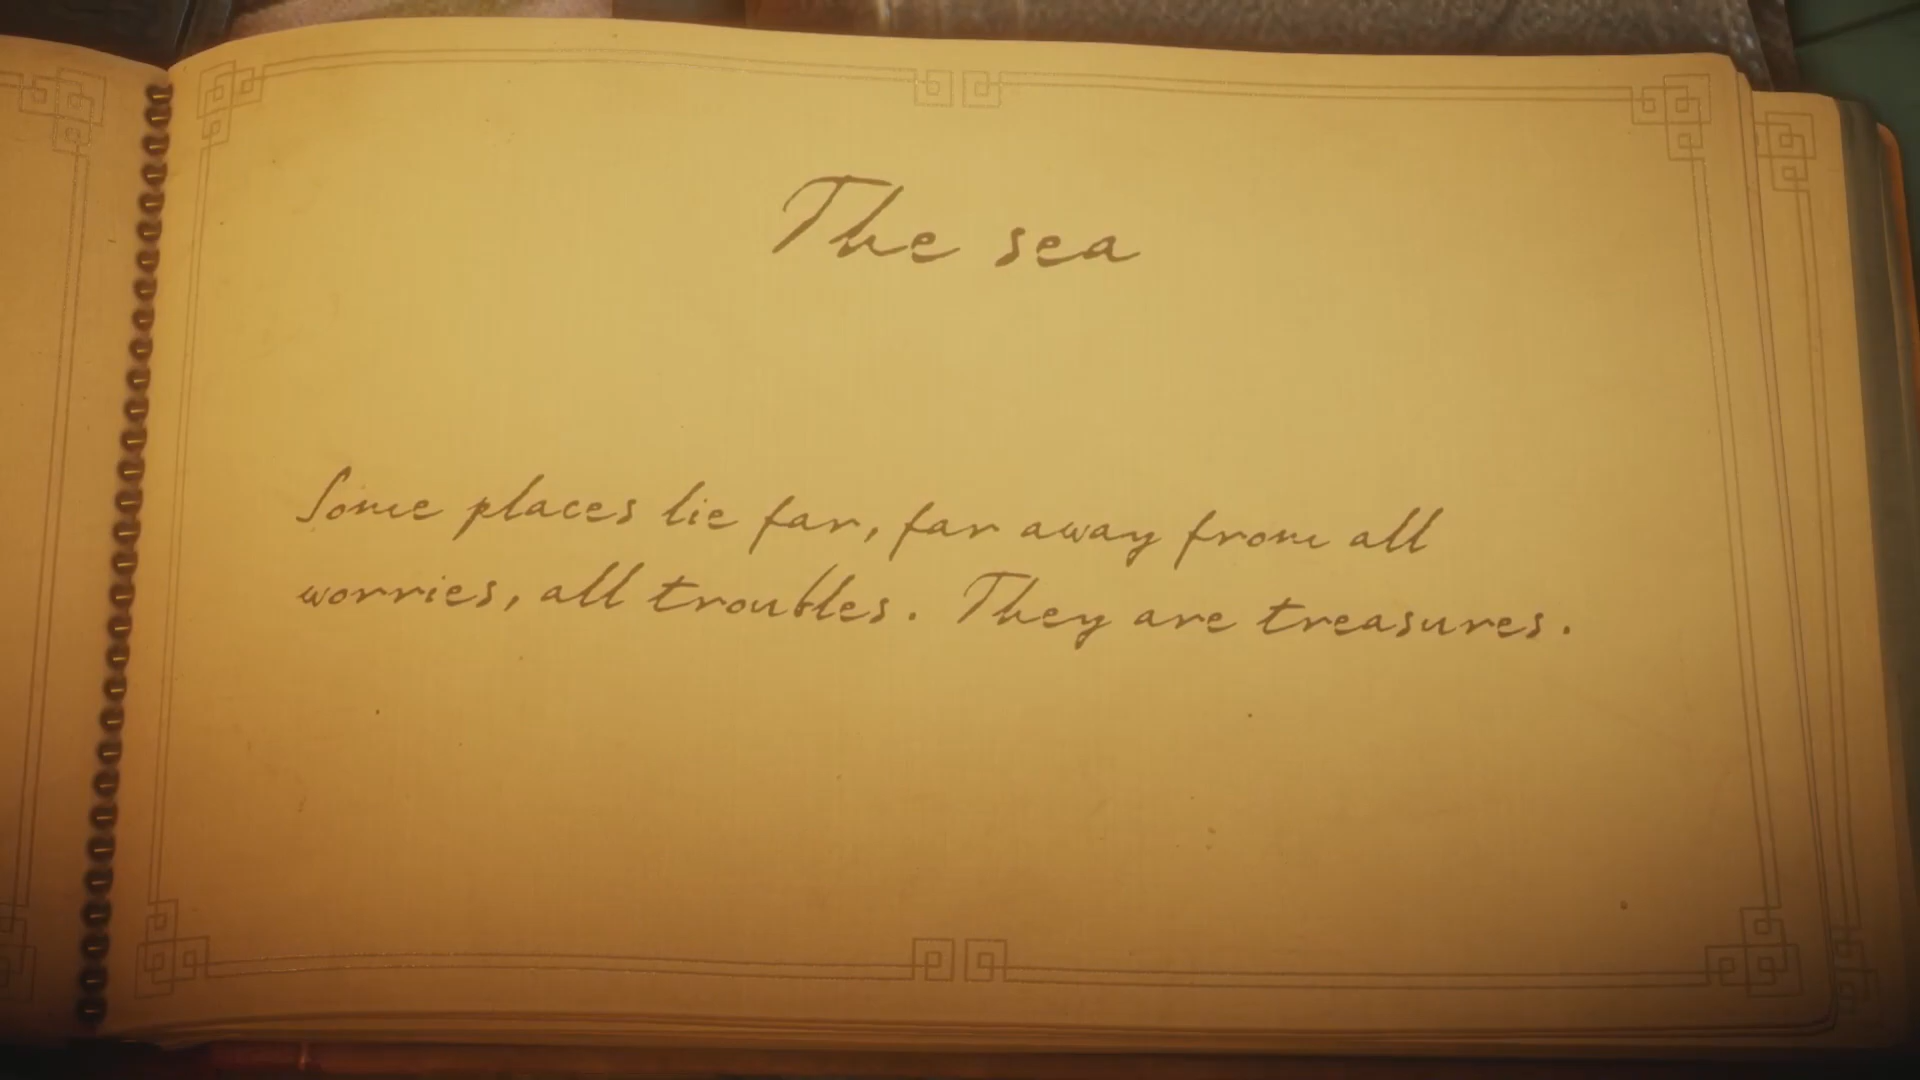 The sea
Some places lie far, far away from all
worries, all troubles. They are treasures.